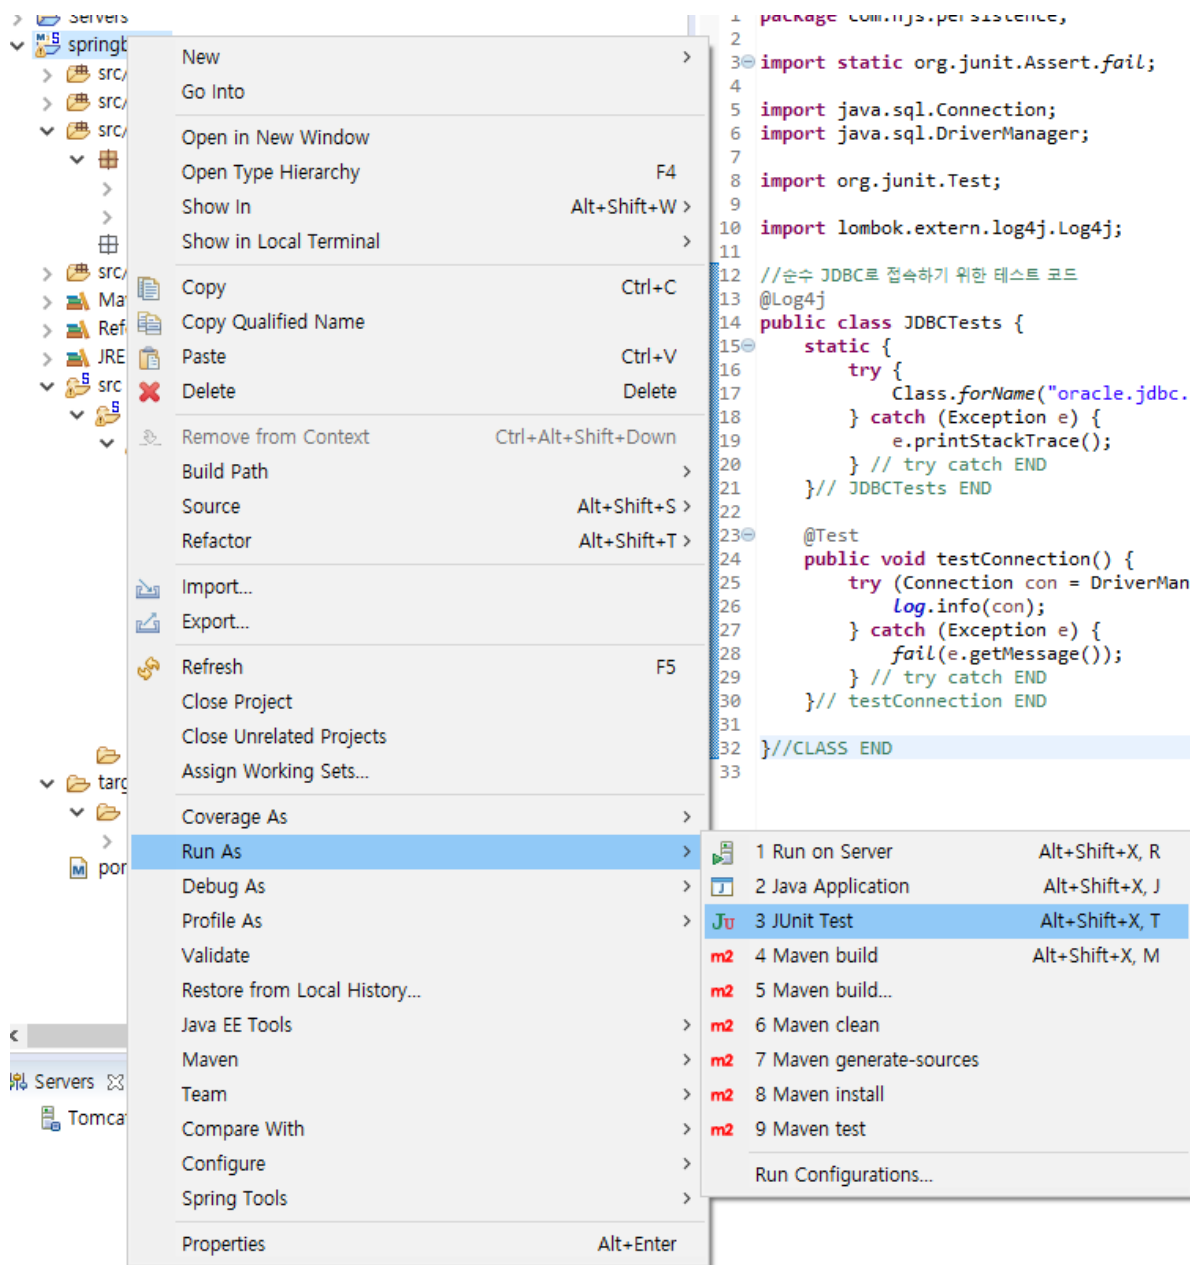 Servers
springb
src/
src/
src/
src/
Ma
Ref
JRE
src
targ
por
Servers
Tomca
New
Go Into
Open in New Window
Open Type Hierarchy F4
Show In Alt+Shift+W
Show in Local Terminal
Copy Ctrl+C
Copy Qualified Name
Paste Ctrl+V
Delete Delete
Remove from Context Ctrl+Alt+Shift+Down
Build Path
Source Alt+Shift+S
Refactor Alt+Shift+T
Import...
Export...
Refresh F5
Close Project
Close Unrelated Projects
Assign Working Sets...
Coverage As
Run As
Debug As
Profile As
Validate
Restore from Local History...
Java EE Tools
Maven
Team
Compare With
Configure
Spring Tools
Properties Alt+Enter
1 package com.njs.persistence;
2
3 import static org.junit.Assert.fail;
4
5 import java.sql.Connection;
6 import java.sql.DriverManager;
7
8 import org.junit.Test;
9
10 import lombok.extern.log4j.Log4j;
11
12 //순수 JDBC로 접속하기 위한 테스트 코드
13 @Log4j
14 public class JDBCTests {
15 static {
16 try {
17 Class.forName("oracle.jdbc.
18 } catch (Exception e) {
19 e.printStackTrace();
20 } // try catch END
21 }// JDBCTests END
22
23 @Test
24 public void testConnection() {
25 try (Connection con = DriverMan
26 log.info(con);
27 } catch (Exception e) {
28 fail(e.getMessage());
29 } // try catch END
30 }// testConnection END
31
32 }//CLASS END
33
1 Run on Server Alt+Shift+X, R
2 Java Application Alt+Shift+X, J
3 JUnit Test Alt+Shift+X, T
4 Maven build Alt+Shift+X, M
5 Maven build...
6 Maven clean
7 Maven generate-sources
8 Maven install
9 Maven test
Run Configurations...